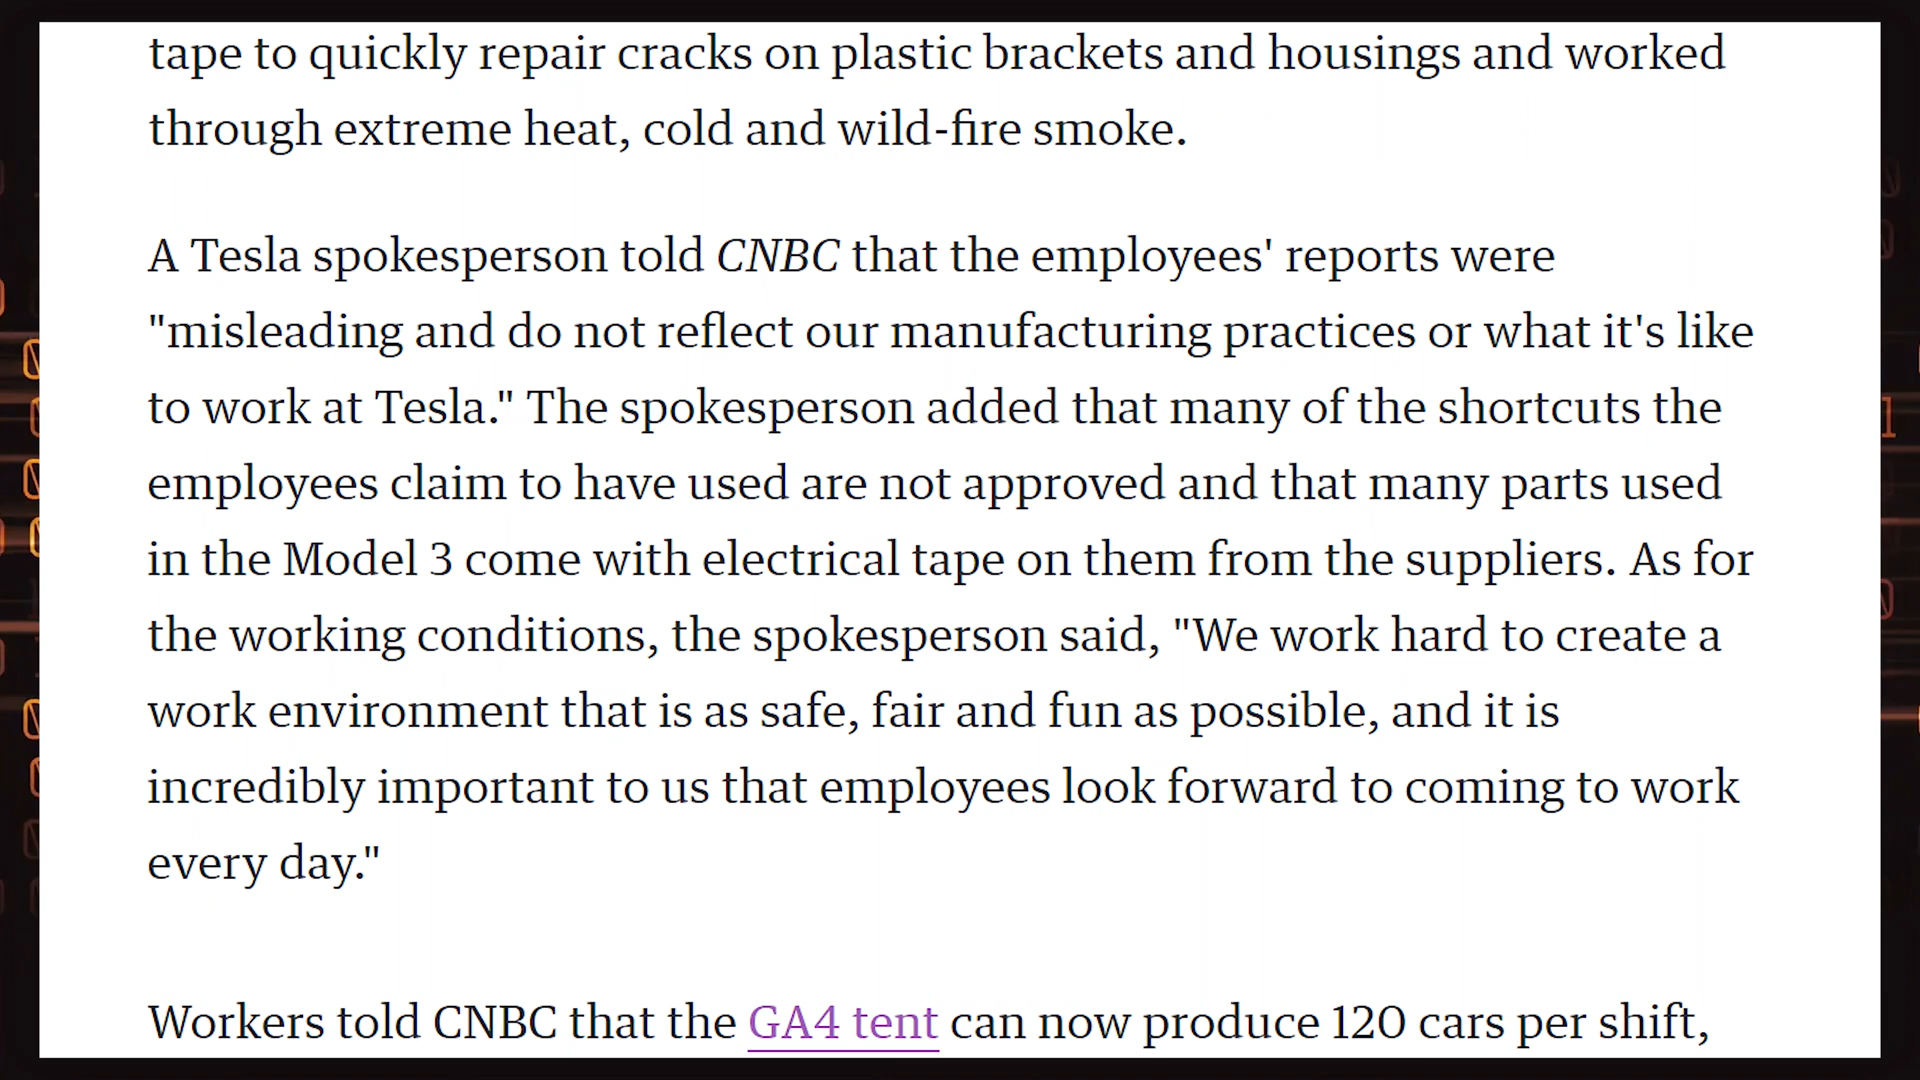 tape to quickly repair cracks on plastic brackets and housings and worked
through extreme heat, cold and wild-fire smoke.
A Tesla spokesperson told CNBC that the employees' reports were
"misleading and do not reflect our manufacturing practices or what it's like
to work at Tesla." The spokesperson added that many of the shortcuts the
employees claim to have used are not approved and that many parts used
in the Model 3 come with electrical tape on them from the suppliers. As for
the working conditions, the spokesperson said, "We work hard to create a
work environment that is as safe, fair and fun as possible, and it is
incredibly important to us that employees look forward to coming to work
every day."
Workers told CNBC that the GA4 tent can now produce 120 cars per shift,